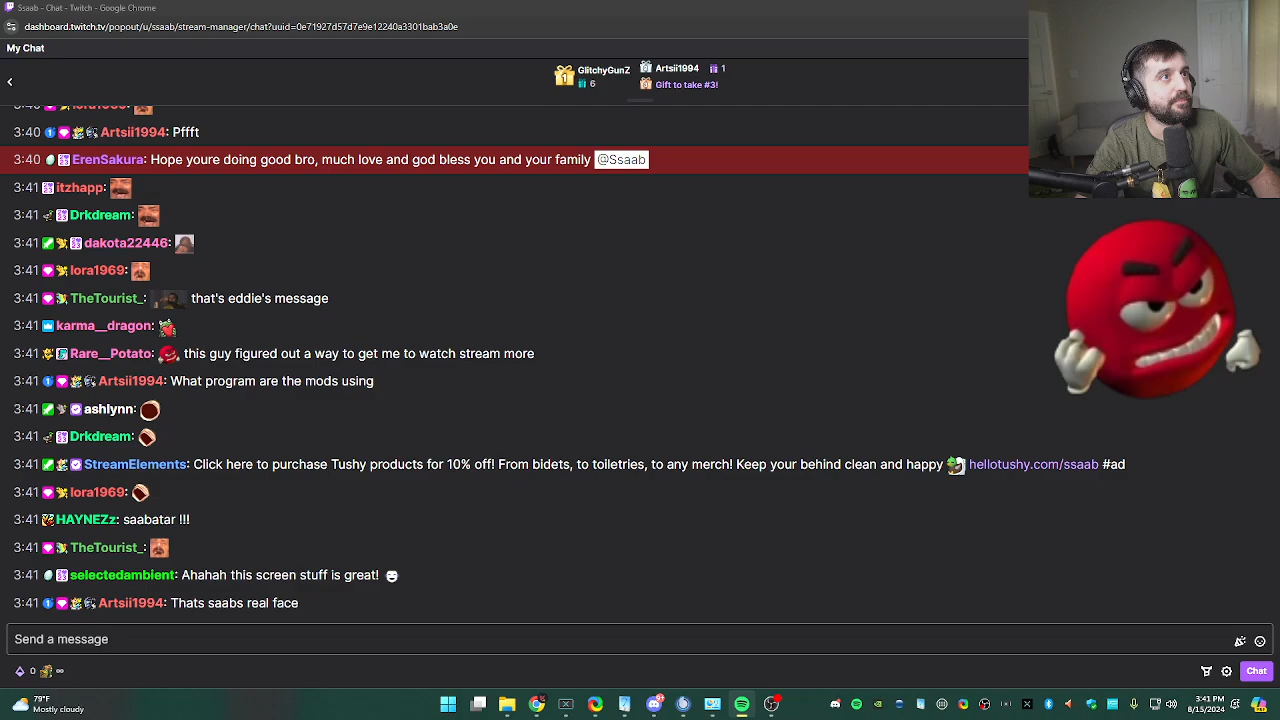 Ssaab - Chat - Twitch - Google Chrome
dashboard.twitch.tv/popout/u/ssaab/stream-manager/chat?uuid=0e71927d57d7e9e12240a3301bab3a0e
My Chat
GlitchyGunZ
6
Artsii1994 1
Gift to take #3!
3:40 lora1969:
3:40 Artsii1994: Pffft
3:40 ErenSakura: Hope youre doing good bro, much love and god bless you and your family @Ssaab
3:41 itzhapp:
3:41 Drkdream:
3:41 dakota22446:
3:41 lora1969:
3:41 TheTourist_: that's eddie's message
3:41 karma__dragon:
3:41 Rare__Potato: this guy figured out a way to get me to watch stream more
3:41 Artsii1994: What program are the mods using
3:41 ashlynn:
3:41 Drkdream:
3:41 StreamElements: Click here to purchase Tushy products for 10% off! From bidets, to toiletries, to any merch! Keep your behind clean and happy hellotushy.com/ssaab #ad
3:41 lora1969:
3:41 HAYNEZz: saabatar !!!
3:41 TheTourist_:
3:41 selectedambient: Ahahah this screen stuff is great!
3:41 Artsii1994: Thats saabs real face
Send a message
0 ∞
Chat
79°F
Mostly cloudy
3:41 PM
8/15/2024